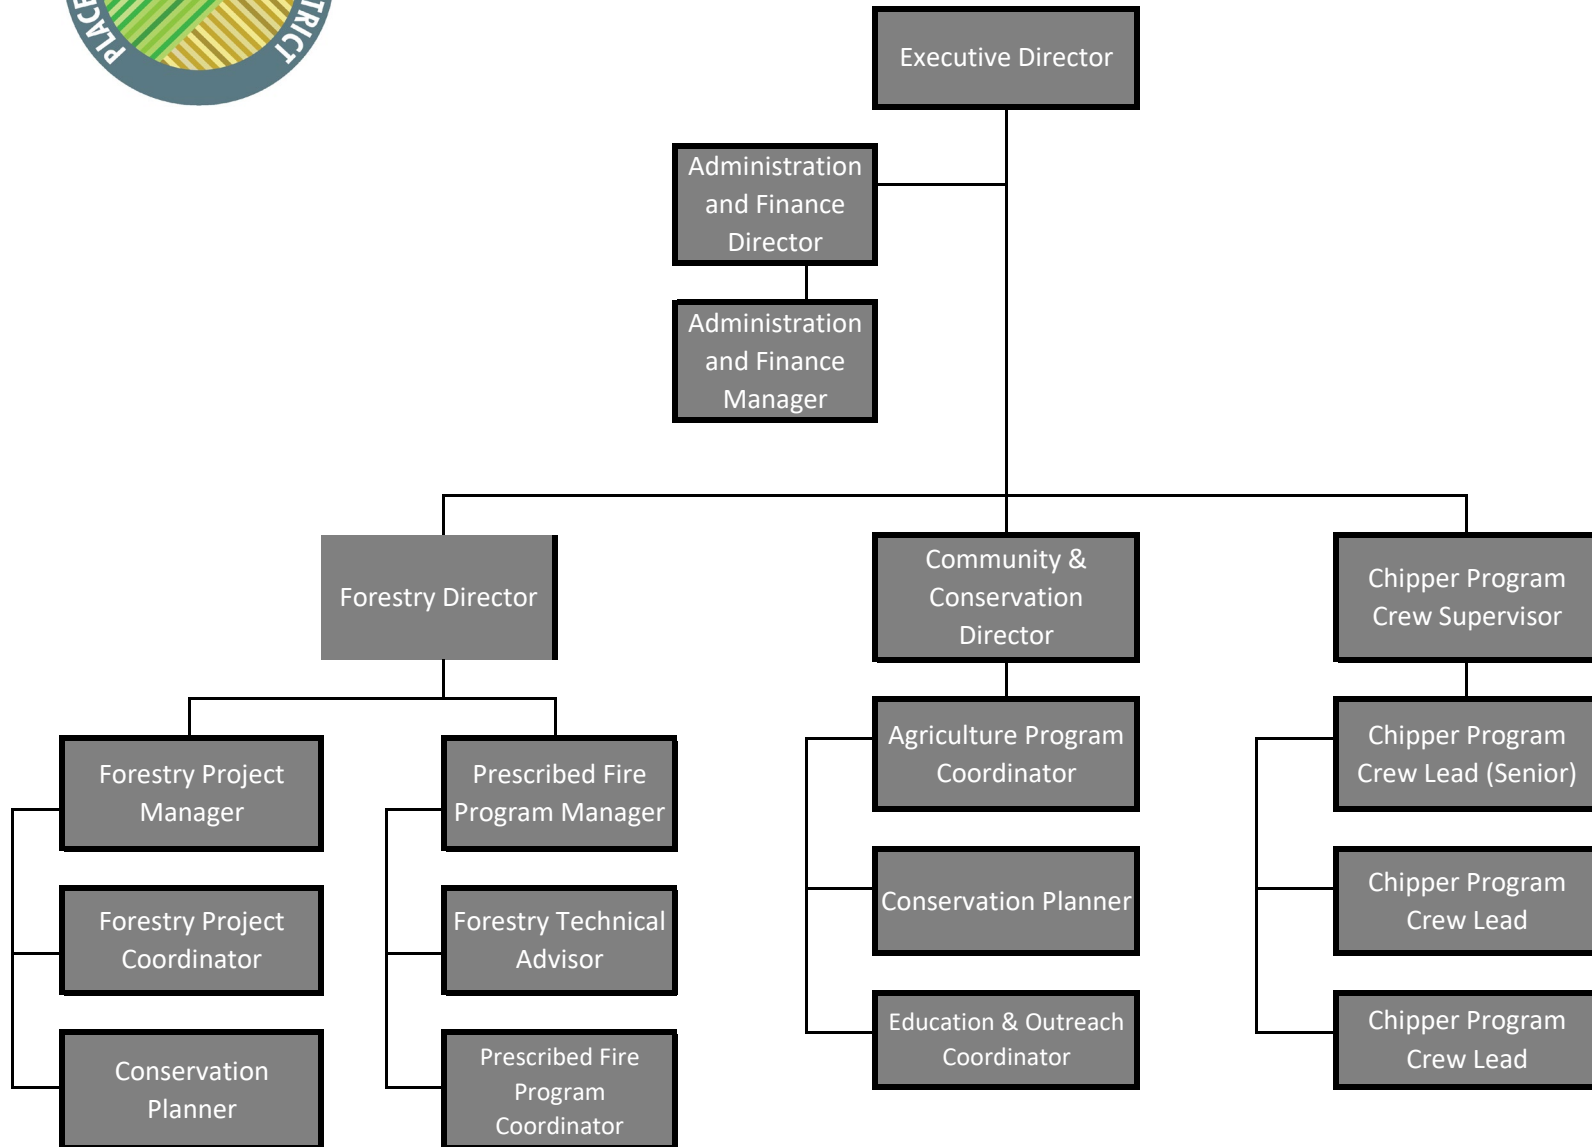 PLACE
TRICT
Executive Director
Administration
and Finance
Director
Administration
and Finance
Manager
Forestry Director
Community &
Conservation
Director
Chipper Program
Crew Supervisor
Forestry Project
Manager
Prescribed Fire
Program Manager
Agriculture Program
Coordinator
Chipper Program
Crew Lead (Senior)
Forestry Project
Coordinator
Forestry Technical
Advisor
Conservation Planner
Chipper Program
Crew Lead
Conservation
Planner
Prescribed Fire
Program
Coordinator
Education & Outreach
Coordinator
Chipper Program
Crew Lead